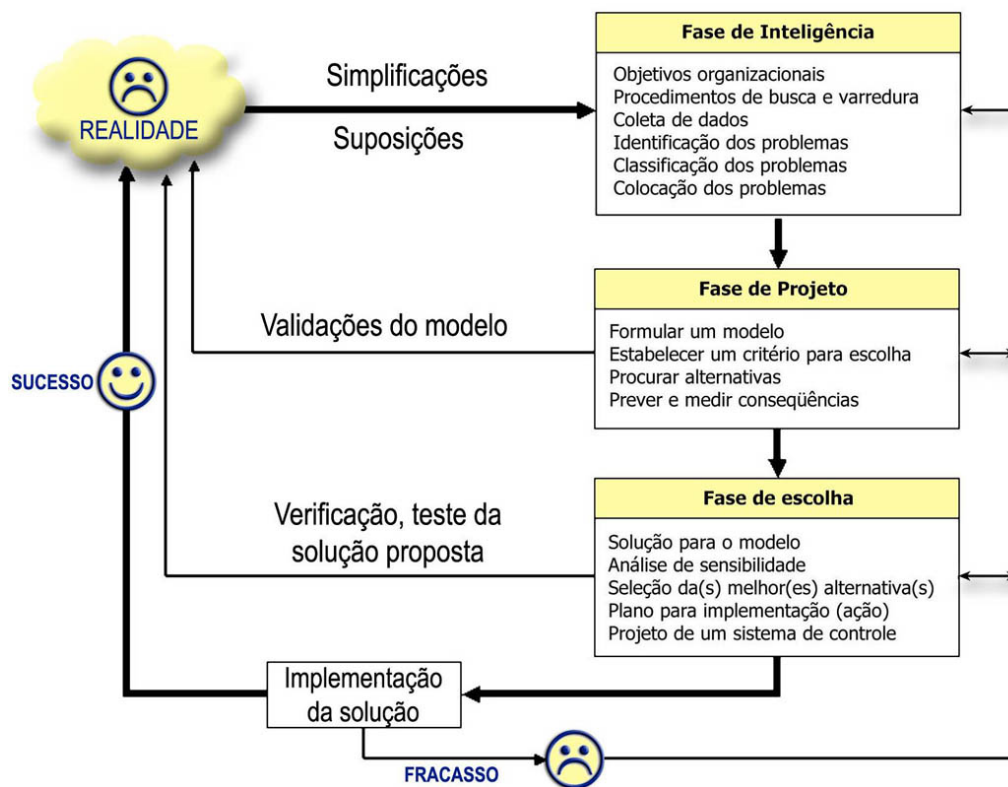 Fase de Inteligência
Objetivos organizacionais
Procedimentos de busca e varredura
Coleta de dados
Identificação dos problemas
Classificação dos problemas
Colocação dos problemas
REALIDADE
Simplificações
Suposições
Fase de Projeto
Formular um modelo
Estabelecer um critério para escolha
Procurar alternativas
Prever e medir conseqüências
Validações do modelo
SUCESSO
Fase de escolha
Solução para o modelo
Análise de sensibilidade
Seleção da(s) melhor(es) alternativa(s)
Plano para implementação (ação)
Projeto de um sistema de controle
Verificação, teste da
solução proposta
Implementação
da solução
FRACASSO